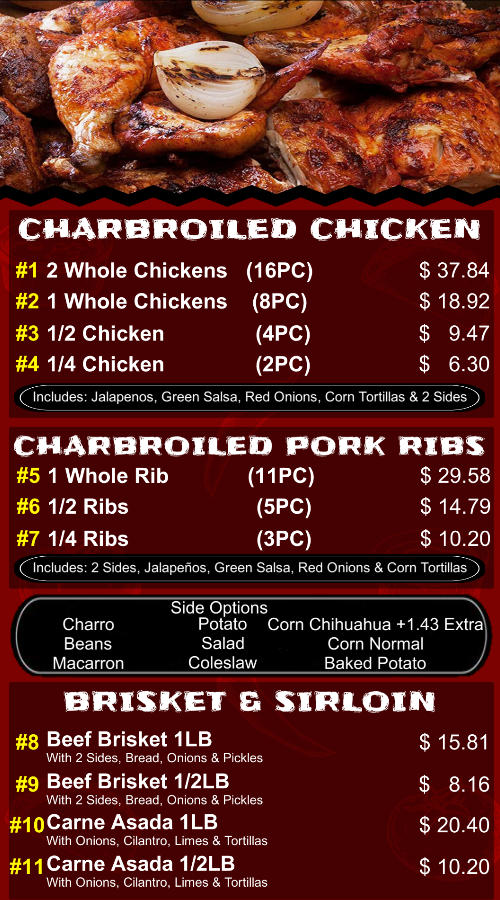 CHARBROILED CHICKEN
#1 2 Whole Chickens (16PC) $ 37.84
#2 1 Whole Chickens (8PC) $ 18.92
#3 1/2 Chicken (4PC) $ 9.47
#4 1/4 Chicken (2PC) $ 6.30
Includes: Jalapenos, Green Salsa, Red Onions, Corn Tortillas & 2 Sides
CHARBROILED PORK RIBS
#5 1 Whole Rib (11PC) $ 29.58
#6 1/2 Ribs (5PC) $ 14.79
#7 1/4 Ribs (3PC) $ 10.20
Includes: 2 Sides, Jalapeños, Green Salsa, Red Onions & Corn Tortillas
Side Options
Charro Potato Corn Chihuahua +1.43 Extra
Beans Salad Corn Normal
Macarron Coleslaw Baked Potato
BRISKET & SIRLOIN
#8 Beef Brisket 1LB $ 15.81
With 2 Sides, Bread, Onions & Pickles
#9 Beef Brisket 1/2LB $ 8.16
With 2 Sides, Bread, Onions & Pickles
#10 Carne Asada 1LB $ 20.40
With Onions, Cilantro, Limes & Tortillas
#11 Carne Asada 1/2LB $ 10.20
With Onions, Cilantro, Limes & Tortillas